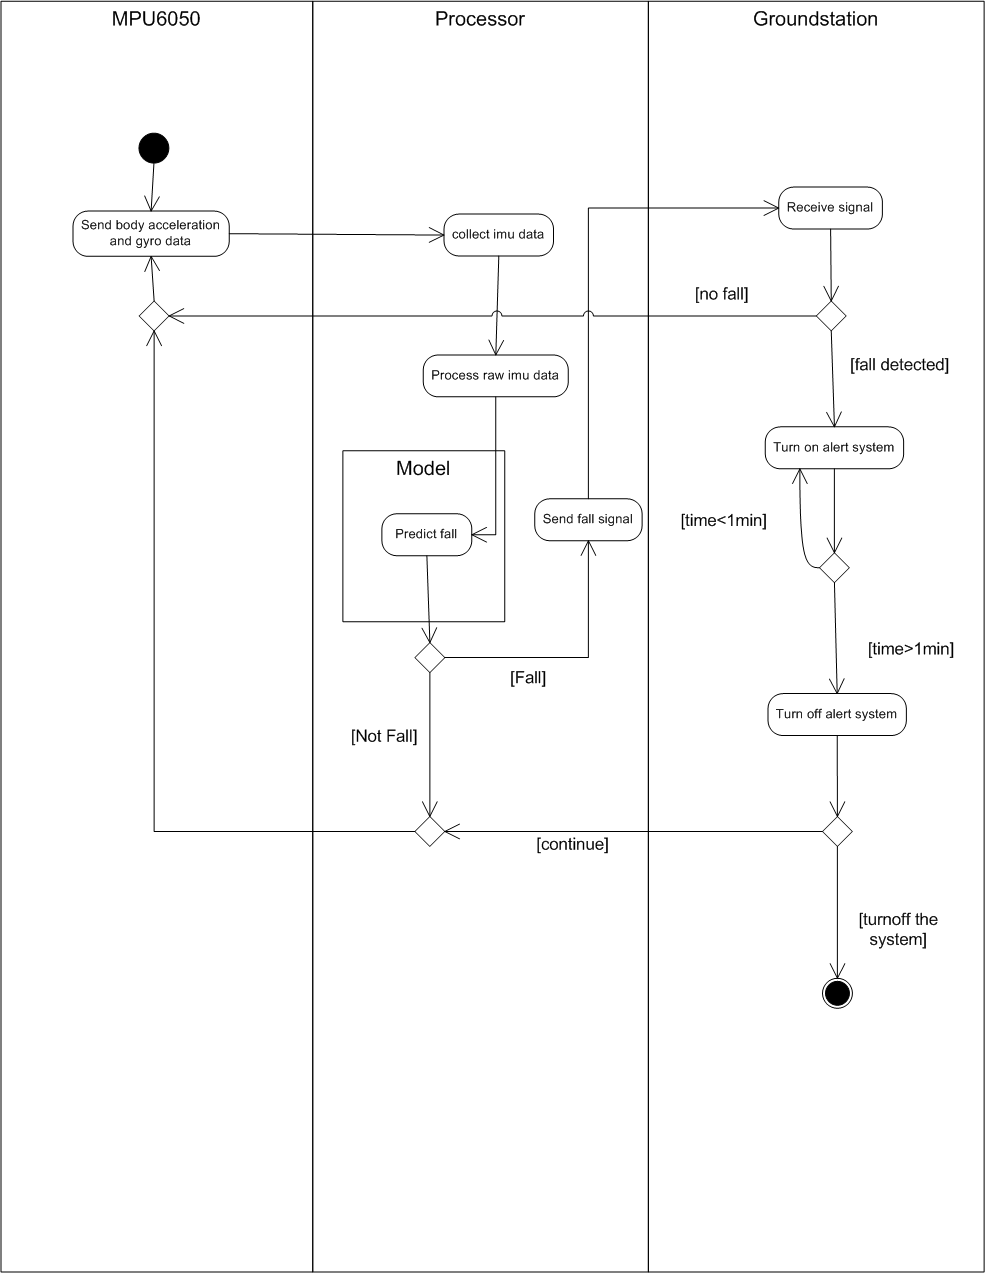 MPU6050
Processor
Groundstation
Send body acceleration
and gyro data
collect imu data
Receive signal
[no fall]
[fall detected]
Process raw imu data
Turn on alert system
Model
[time<1min]
Send fall signal
Predict fall
[time>1min]
[Fall]
Turn off alert system
[Not Fall]
[continue]
[turnoff the
system]